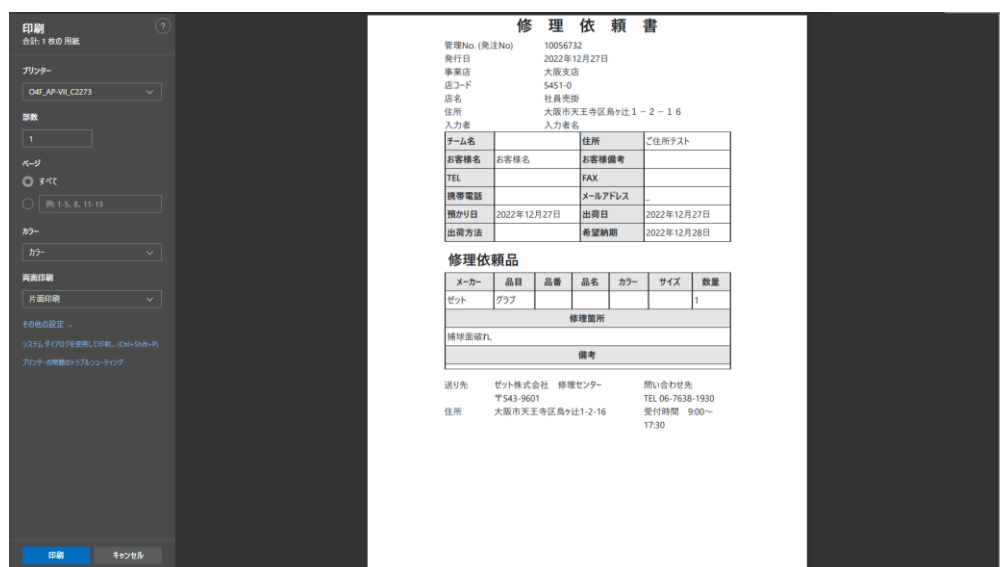 印刷
合計: 1 枚の 用紙
?
プリンター
O4F_AP-VII_C2273
部数
1
ページ
すべて
例: 1-5、8、11-13
カラー
カラー
両面印刷
片面印刷
その他の設定
システム ダイアログを使用して印刷... (Ctrl+Shift+P)
プリンターの問題のトラブルシューティング
印刷 キャンセル
修理依頼書
管理No. (発注No) 10056732
発行日 2022年12月27日
事業店 大阪支店
店コード 5451-0
店名 社員売掛
住所 大阪市天王寺区烏ヶ辻１－２－１６
入力者 入力者名
チーム名 住所 ご住所テスト
お客様名 お客様名 お客様備考
TEL FAX
携帯電話 メールアドレス _
預かり日 2022年12月27日 出荷日 2022年12月27日
出荷方法 希望納期 2022年12月28日
修理依頼品
メーカー 品目 品番 品名 カラー サイズ 数量
ゼット グラブ 1
修理箇所
捕球面破れ,
備考
送り先 ゼット株式会社 修理センター 問い合わせ先
〒543-9601 TEL 06-7638-1930
住所 大阪市天王寺区烏ヶ辻1-2-16 受付時間 9:00～
17:30